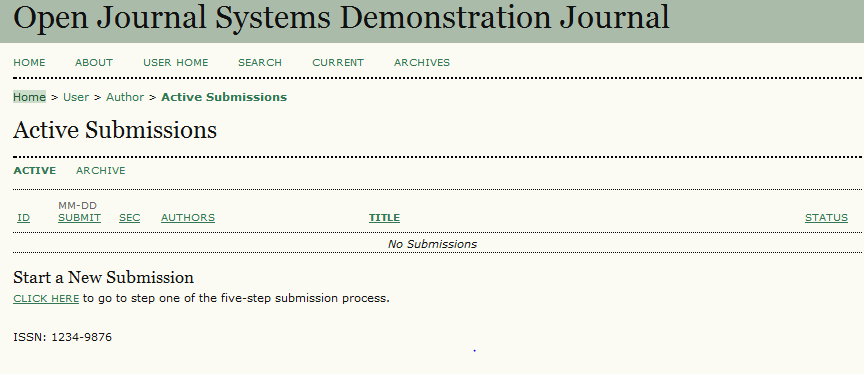 Open Journal Systems Demonstration Journal
HOME ABOUT USER HOME SEARCH CURRENT ARCHIVES
Home > User > Author > Active Submissions
Active Submissions
ACTIVE ARCHIVE
MM-DD
ID SUBMIT SEC AUTHORS TITLE STATUS
No Submissions
Start a New Submission
CLICK HERE to go to step one of the five-step submission process.
ISSN: 1234-9876